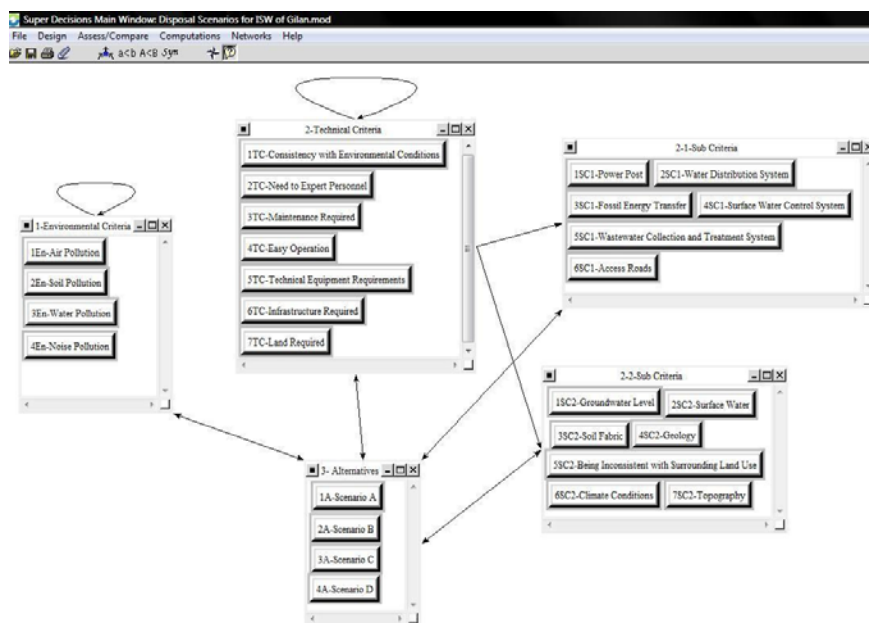 Super Decisions Main Window: Disposal Scenarios for ISW of Gilan.mod
File Design Assess/Compare Computations Networks Help
a<b A<B Syn
1-Environmental Criteria
1En-Air Pollution
2En-Soil Pollution
3En-Water Pollution
4En-Noise Pollution
2-Technical Criteria
1TC-Consistency with Environmental Conditions
2TC-Need to Expert Personnel
3TC-Maintenance Required
4TC-Easy Operation
5TC-Technical Equipment Requirements
6TC-Infrastructure Required
7TC-Land Required
2-1-Sub Criteria
1SC1-Power Post 2SC1-Water Distribution System
3SC1-Fossil Energy Transfer 4SC1-Surface Water Control System
5SC1-Wastewater Collection and Treatment System
6SC1-Access Roads
2-2-Sub Criteria
1SC2-Groundwater Level 2SC2-Surface Water
3SC2-Soil Fabric 4SC2-Geology
5SC2-Being Inconsistent with Surrounding Land Use
6SC2-Climate Conditions 7SC2-Topography
3- Alternatives
1A-Scenario A
2A-Scenario B
3A-Scenario C
4A-Scenario D